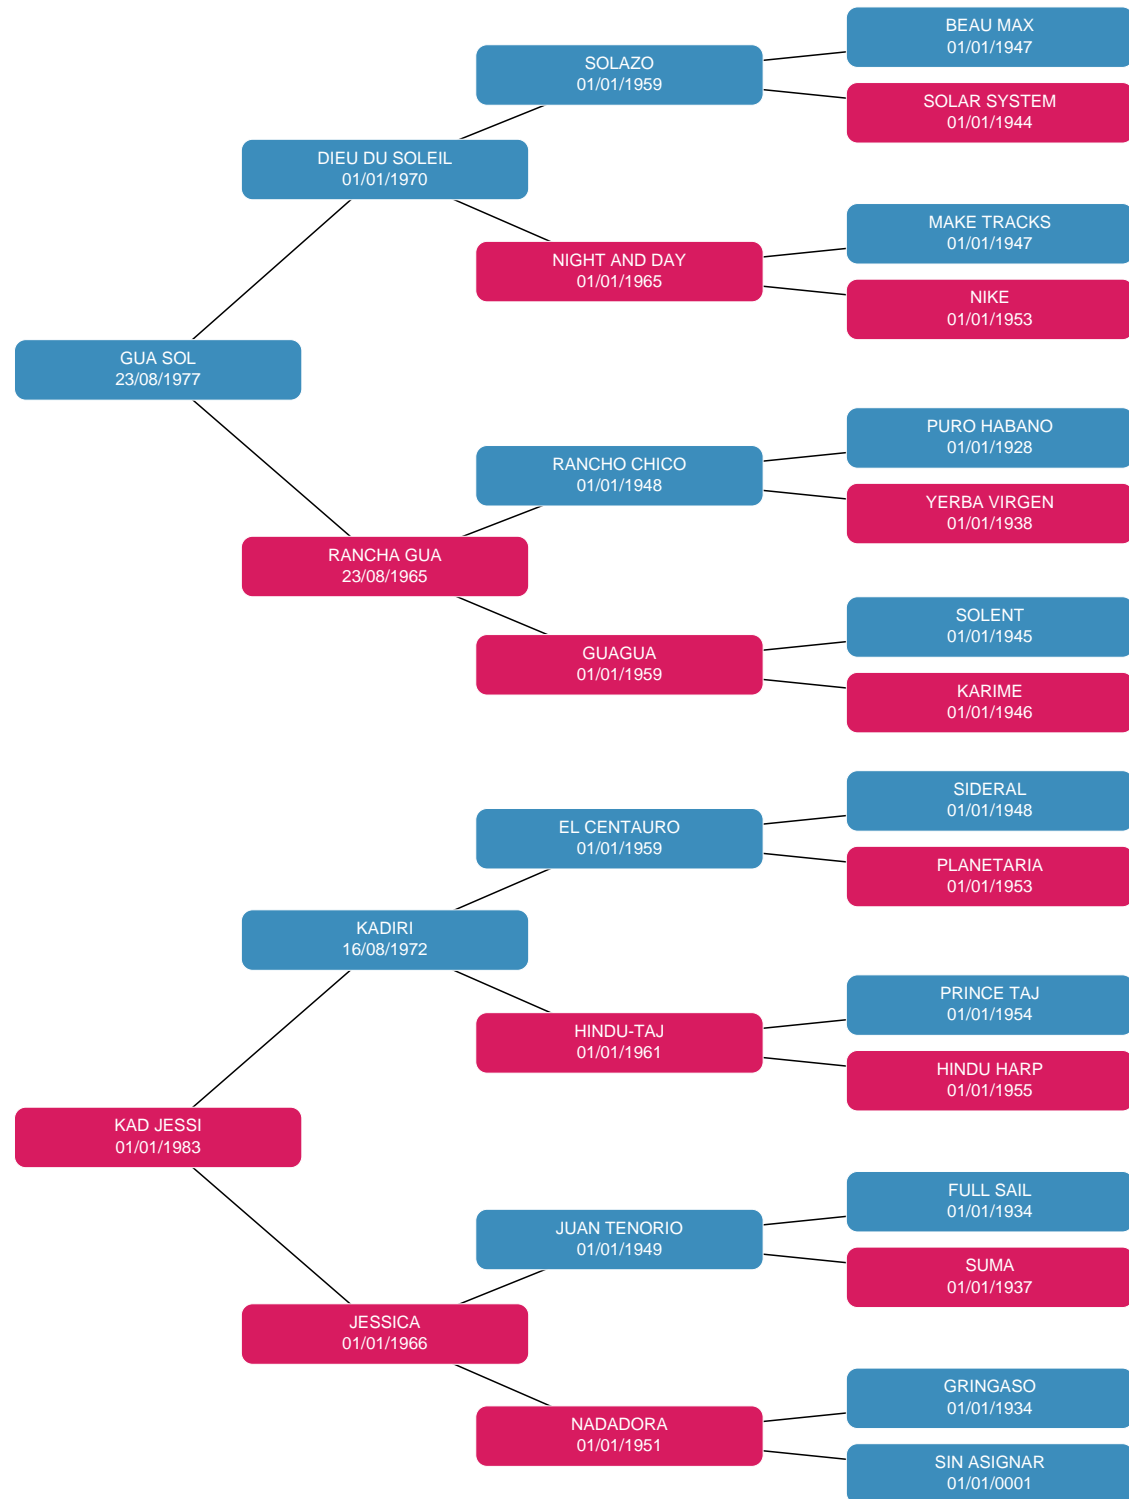 BEAU MAX
01/01/1947
SOLAZO
01/01/1959
SOLAR SYSTEM
01/01/1944
DIEU DU SOLEIL
01/01/1970
MAKE TRACKS
01/01/1947
NIGHT AND DAY
01/01/1965
NIKE
01/01/1953
GUA SOL
23/08/1977
PURO HABANO
01/01/1928
RANCHO CHICO
01/01/1948
YERBA VIRGEN
01/01/1938
RANCHA GUA
23/08/1965
SOLENT
01/01/1945
GUAGUA
01/01/1959
KARIME
01/01/1946
SIDERAL
01/01/1948
EL CENTAURO
01/01/1959
PLANETARIA
01/01/1953
KADIRI
16/08/1972
PRINCE TAJ
01/01/1954
HINDU-TAJ
01/01/1961
HINDU HARP
01/01/1955
KAD JESSI
01/01/1983
FULL SAIL
01/01/1934
JUAN TENORIO
01/01/1949
SUMA
01/01/1937
JESSICA
01/01/1966
GRINGASO
01/01/1934
NADADORA
01/01/1951
SIN ASIGNAR
01/01/0001